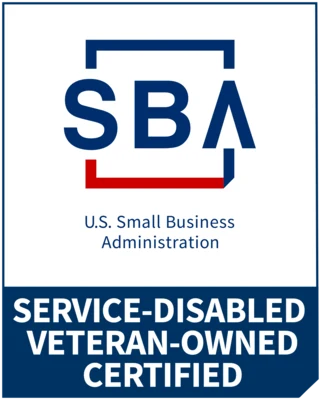 SBA
U.S. Small Business
Administration
SERVICE-DISABLED
VETERAN-OWNED
CERTIFIED